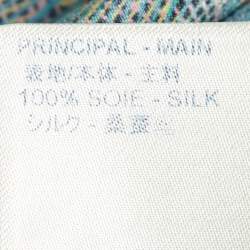 PRINCIPAL - MAIN
表地/本体 - 主料
100% SOIE - SILK
シルク - 桑蚕丝